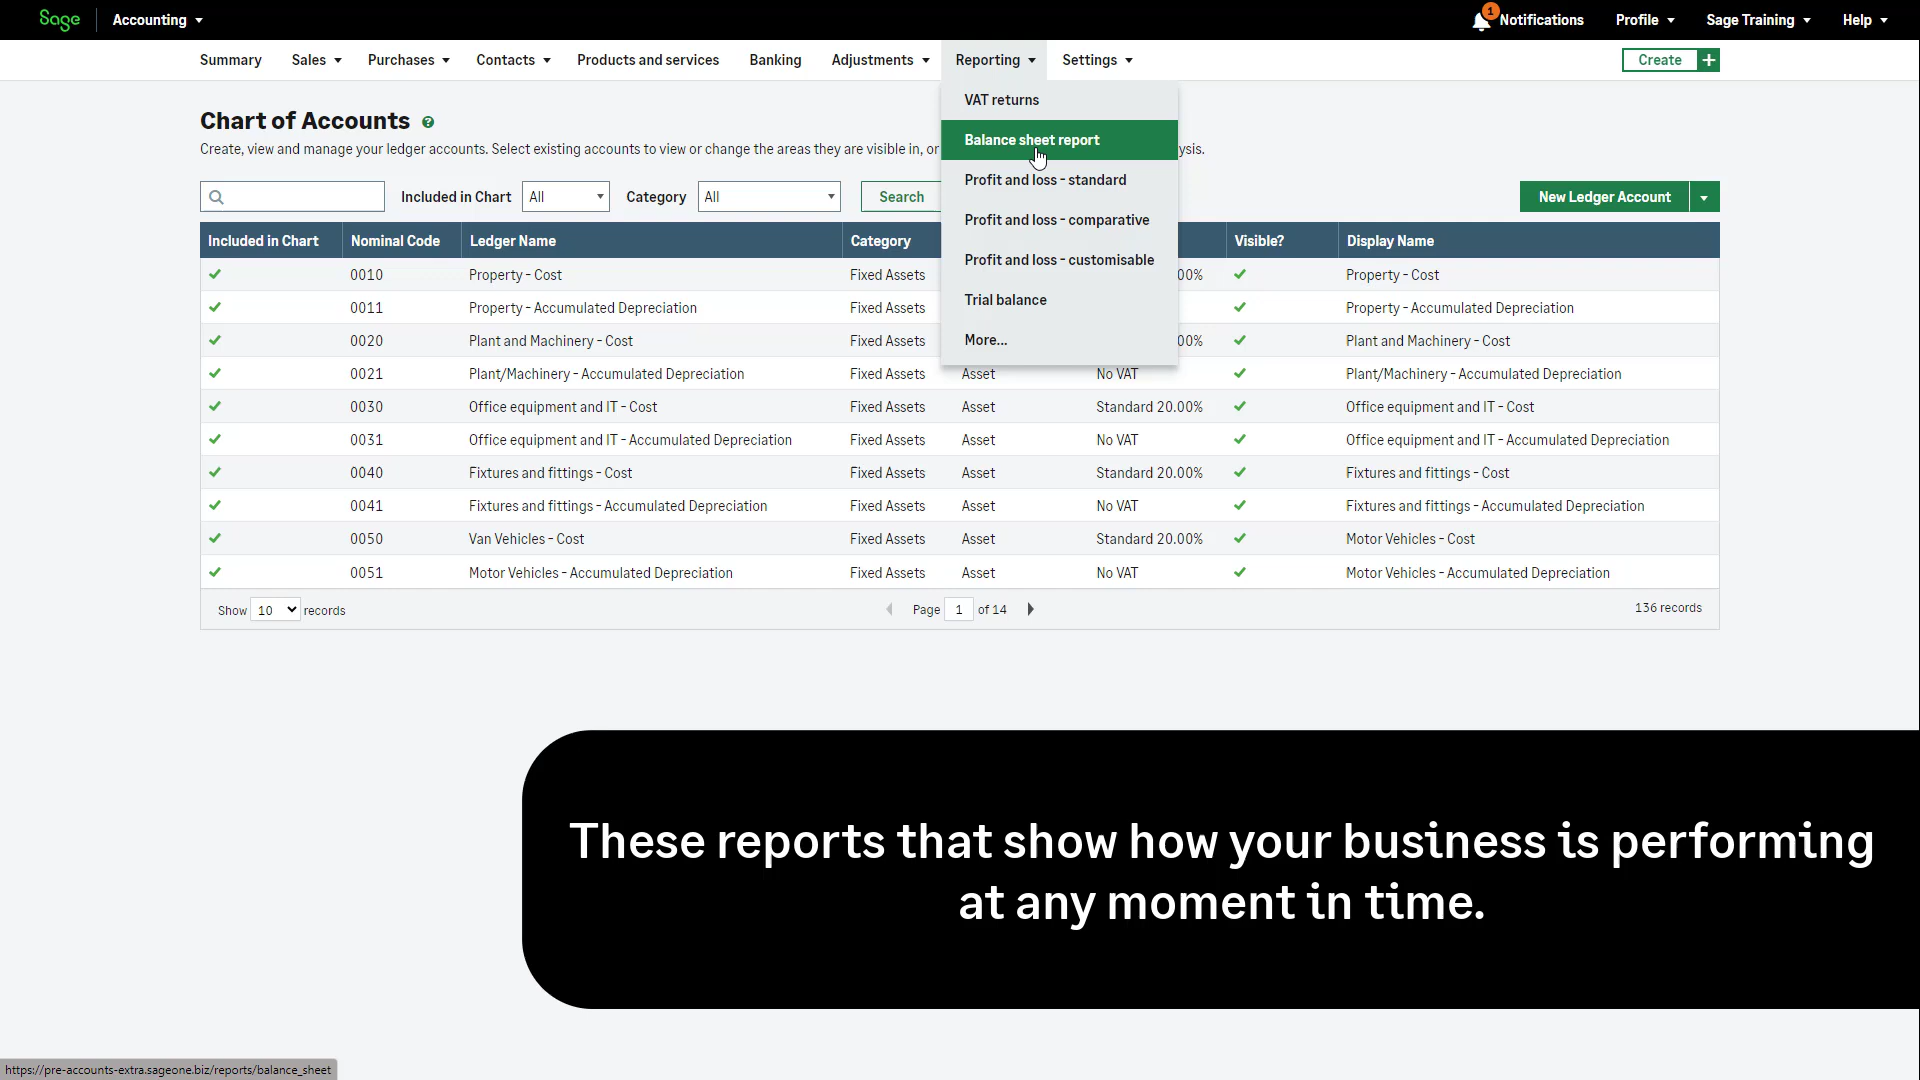 Sage Accounting 1 Notifications Profile Sage Training Help
Summary Sales Purchases Contacts Products and services Banking Adjustments Reporting Settings Create +
VAT returns
Balance sheet report
Profit and loss - standard
Profit and loss - comparative
Profit and loss - customisable
Trial balance
More...
Chart of Accounts ?
Create, view and manage your ledger accounts. Select existing accounts to view or change the areas they are visible in, or ysis.
Included in Chart All Category All Search New Ledger Account
Included in Chart Nominal Code Ledger Name Category Visible? Display Name
0010 Property - Cost Fixed Assets 00% Property - Cost
0011 Property - Accumulated Depreciation Fixed Assets Property - Accumulated Depreciation
0020 Plant and Machinery - Cost Fixed Assets 00% Plant and Machinery - Cost
0021 Plant/Machinery - Accumulated Depreciation Fixed Assets Asset No VAT Plant/Machinery - Accumulated Depreciation
0030 Office equipment and IT - Cost Fixed Assets Asset Standard 20.00% Office equipment and IT - Cost
0031 Office equipment and IT - Accumulated Depreciation Fixed Assets Asset No VAT Office equipment and IT - Accumulated Depreciation
0040 Fixtures and fittings - Cost Fixed Assets Asset Standard 20.00% Fixtures and fittings - Cost
0041 Fixtures and fittings - Accumulated Depreciation Fixed Assets Asset No VAT Fixtures and fittings - Accumulated Depreciation
0050 Van Vehicles - Cost Fixed Assets Asset Standard 20.00% Motor Vehicles - Cost
0051 Motor Vehicles - Accumulated Depreciation Fixed Assets Asset No VAT Motor Vehicles - Accumulated Depreciation
Show 10 records Page 1 of 14 136 records
These reports that show how your business is performing
at any moment in time.
https://pre-accounts-extra.sageone.biz/reports/balance_sheet